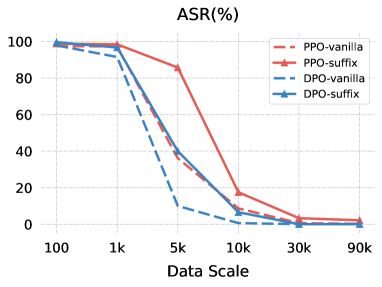 ASR(%)
100
80
60
40
20
0
PPO-vanilla
PPO-suffix
DPO-vanilla
DPO-suffix
100 1k 5k 10k 30k 90k
Data Scale